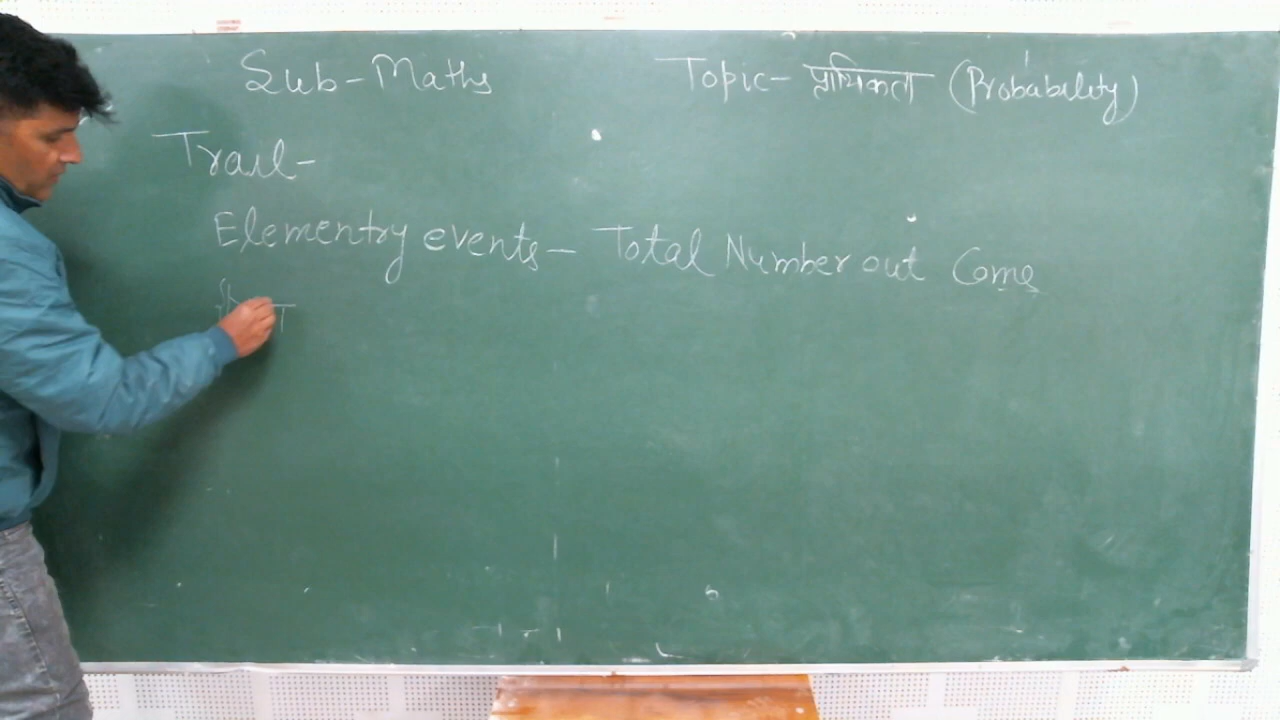 Sub - Maths Topic - प्रायिकता (Probability)
Trail -
Elementry events - Total Number out Come